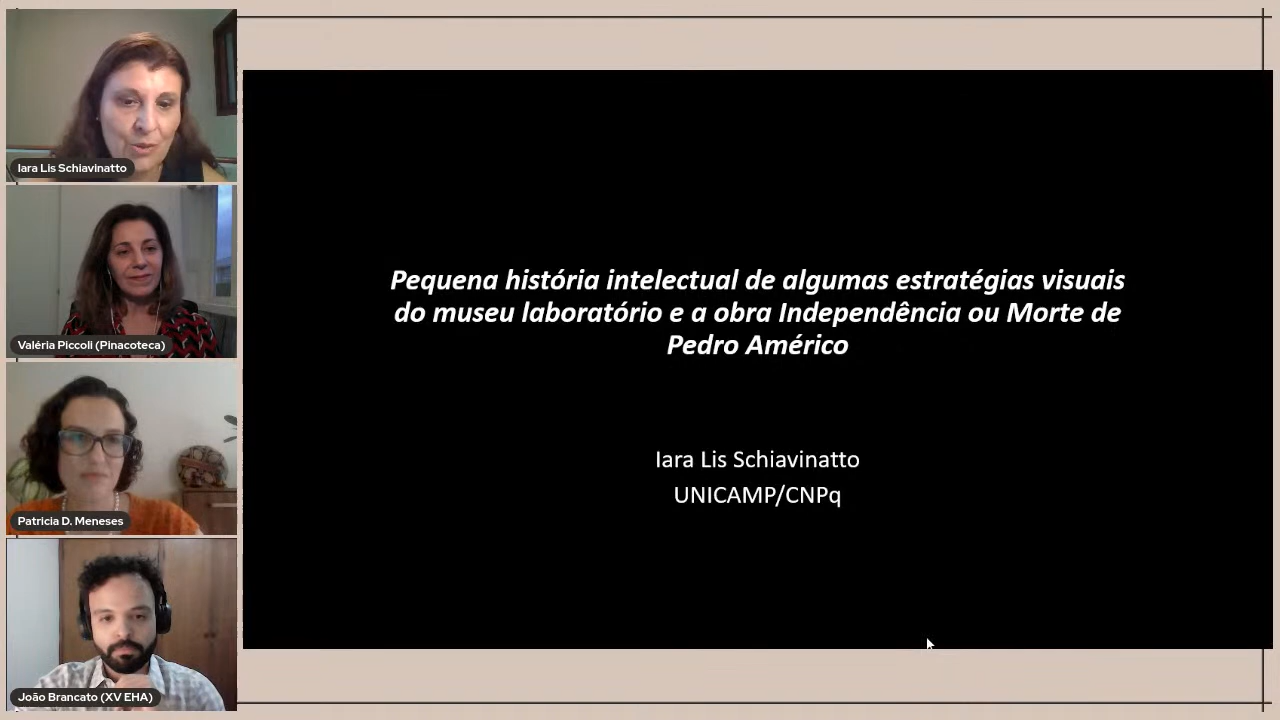 Iara Lis Schiavinatto
Valéria Piccoli (Pinacoteca)
Patricia D. Meneses
João Brancato (XV EHA)
Pequena história intelectual de algumas estratégias visuais
do museu laboratório e a obra Independência ou Morte de
Pedro Américo
Iara Lis Schiavinatto
UNICAMP/CNPq